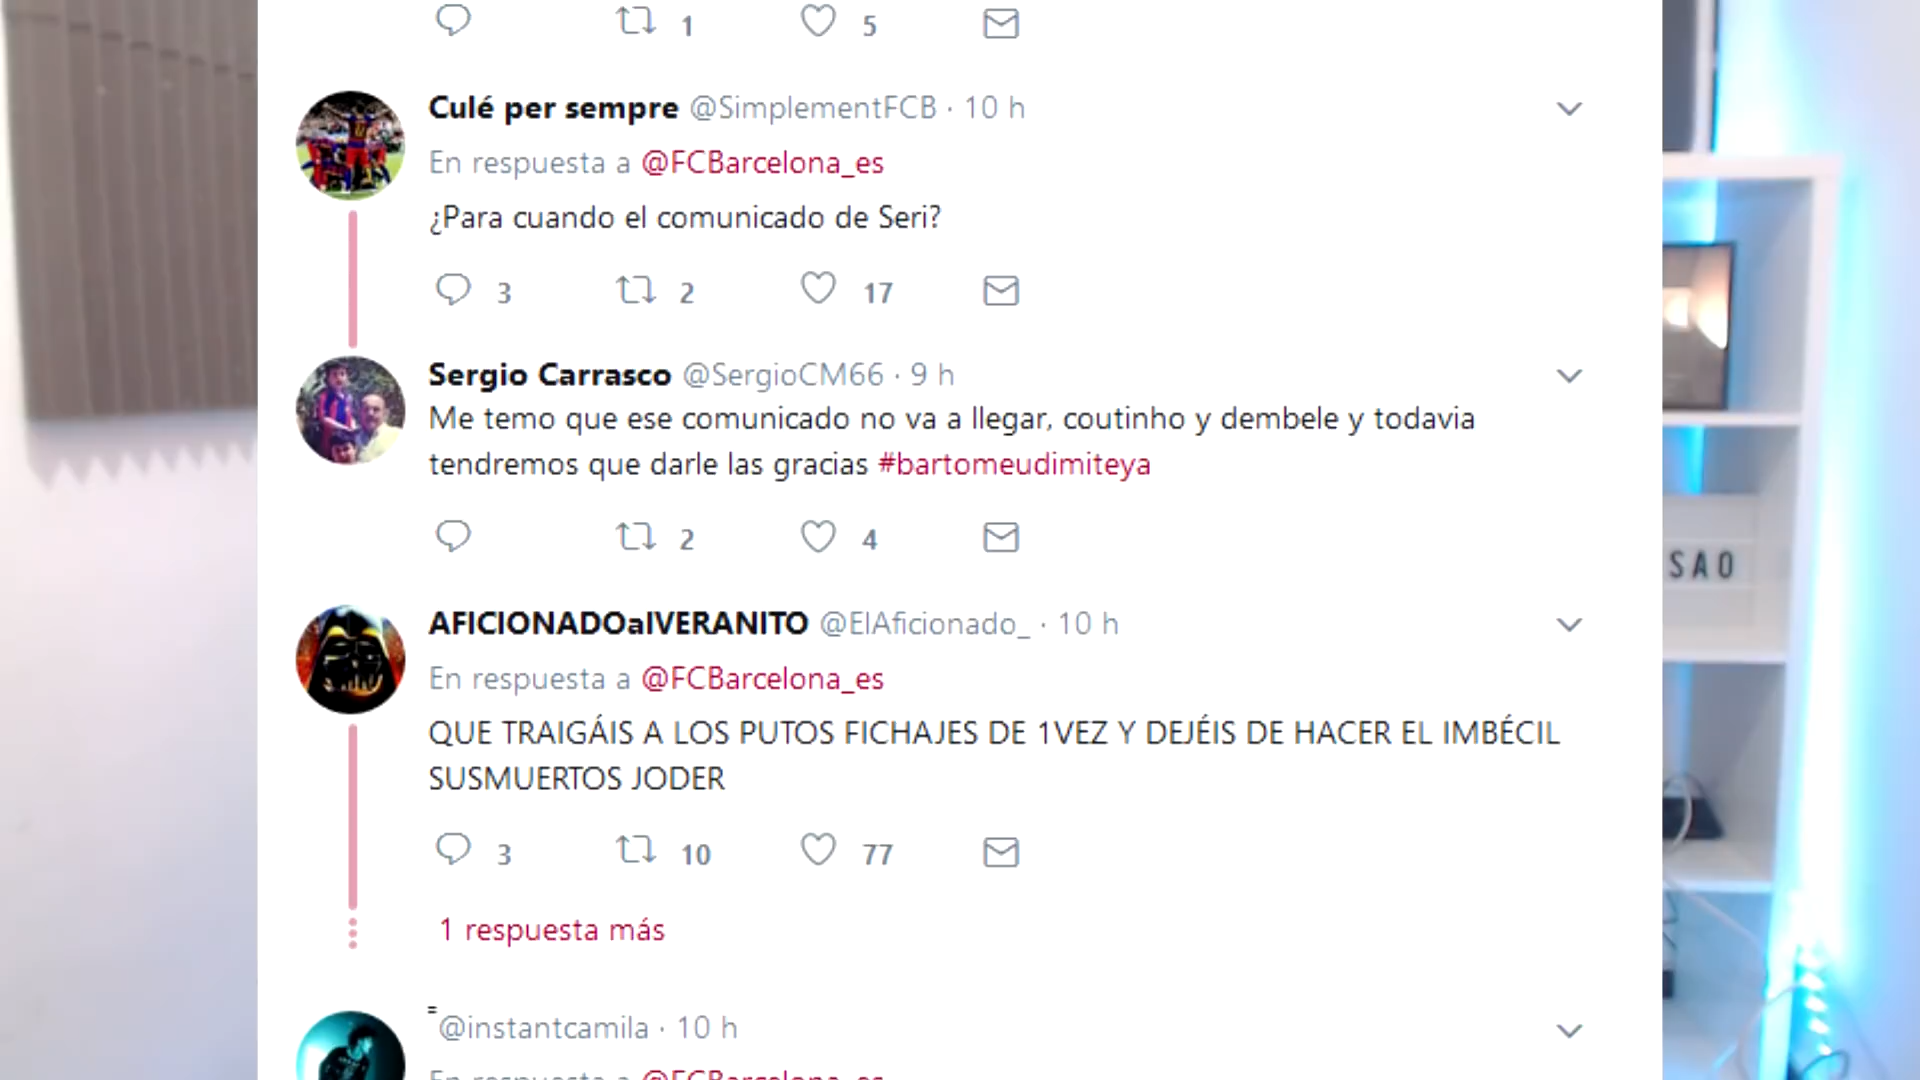 1 5
Culé per sempre @SimplementFCB · 10 h
En respuesta a @FCBarcelona_es
¿Para cuando el comunicado de Seri?
3 2 17
Sergio Carrasco @SergioCM66 · 9 h
Me temo que ese comunicado no va a llegar, coutinho y dembele y todavia
tendremos que darle las gracias #bartomeudimiteya
2 4
SAO
AFICIONADOalVERANITO @ElAficionado_ · 10 h
En respuesta a @FCBarcelona_es
QUE TRAIGÁIS A LOS PUTOS FICHAJES DE 1VEZ Y DEJÉIS DE HACER EL IMBÉCIL
SUSMUERTOS JODER
3 10 77
1 respuesta más
@instantcamila · 10 h
En respuesta a @FCBarcelona_es